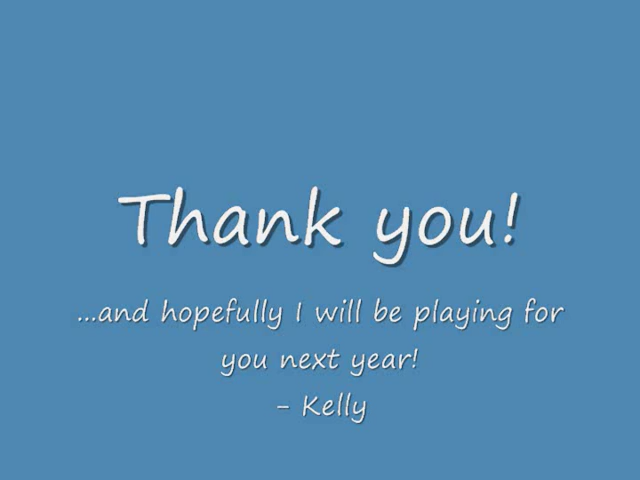 Thank you!
...and hopefully I will be playing for
you next year!
- Kelly